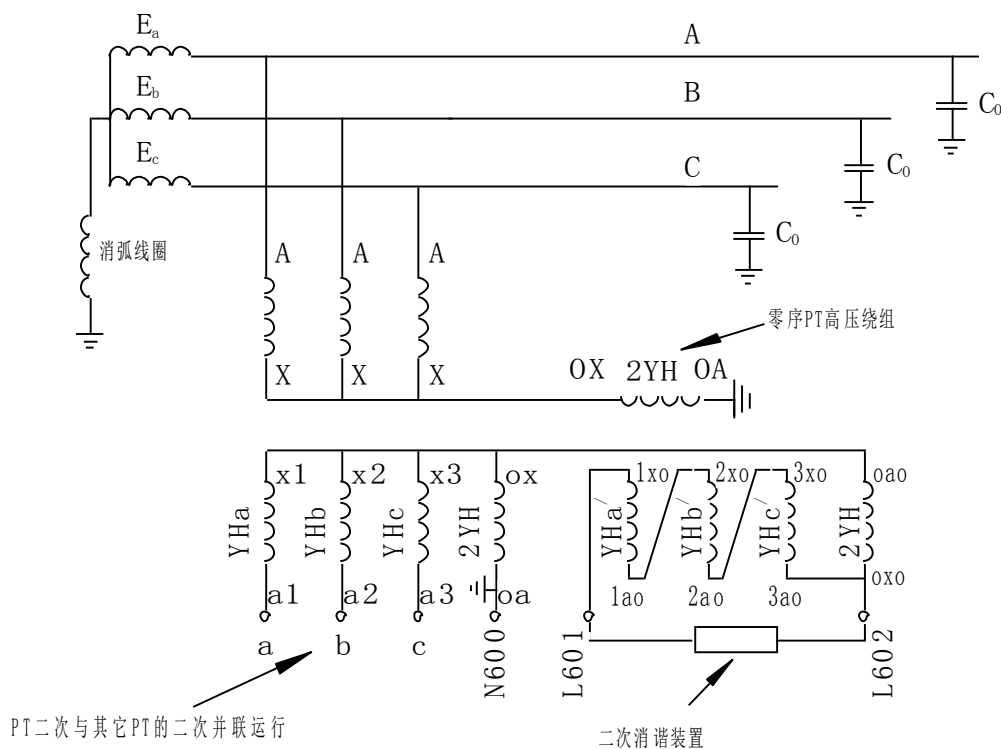 Ea
A
Eb
B
C0
Ec
C
C0
C0
消弧线圈
A A A
零序PT高压绕组
X X X
OX 2YH OA
x1 x2 x3 ox
1xo 2xo 3xo oao
YHa YHb YHc 2YH
YHa′ YHb′ YHc′ 2YH
oxo
a1 a2 a3 oa
1ao 2ao 3ao
a b c N600
L601 L602
PT二次与其它PT的二次并联运行
二次消谐装置